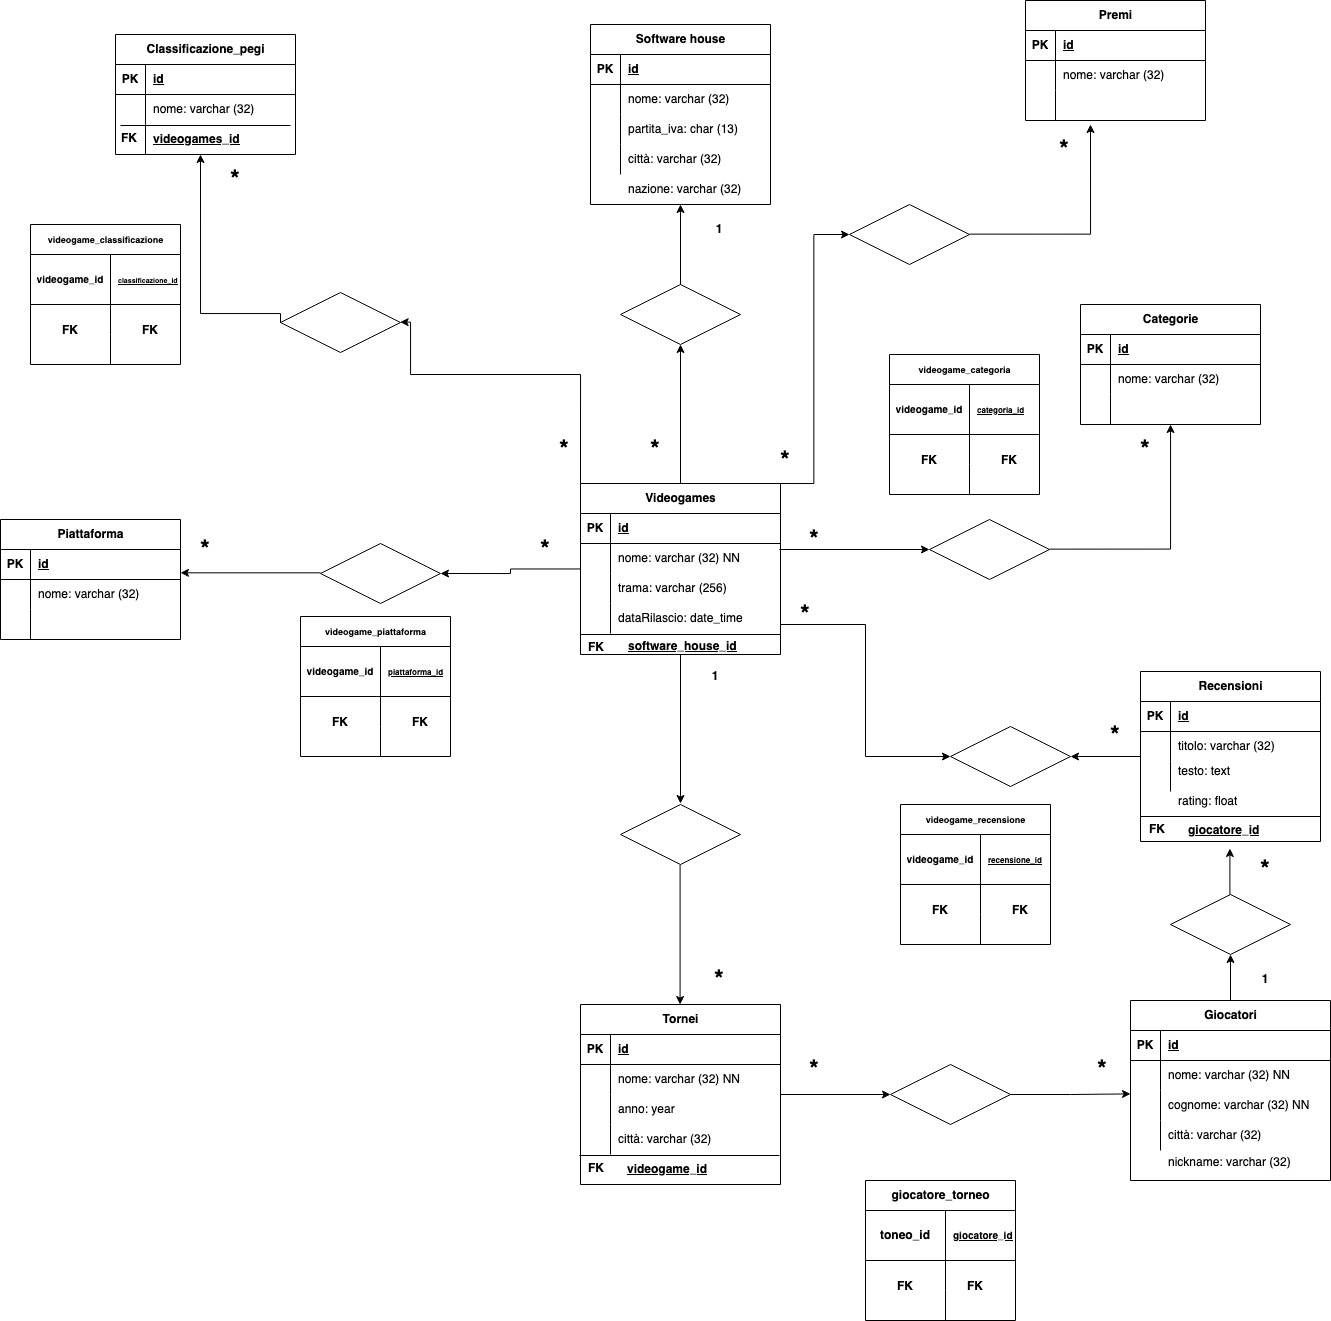 Classificazione_pegi
PK id
nome: varchar (32)
FK videogames_id
*
Software house
PK id
nome: varchar (32)
partita_iva: char (13)
città: varchar (32)
nazione: varchar (32)
1
Premi
PK id
nome: varchar (32)
*
videogame_classificazione
videogame_id classificazione_id
FK FK
Categorie
PK id
nome: varchar (32)
*
videogame_categoria
videogame_id categoria_id
FK FK
* * *
Videogames
PK id
nome: varchar (32) NN
trama: varchar (256)
dataRilascio: date_time
FK software_house_id
*
*
1
Piattaforma
PK id
nome: varchar (32)
* *
videogame_piattaforma
videogame_id piattaforma_id
FK FK
Recensioni
PK id
titolo: varchar (32)
testo: text
rating: float
FK giocatore_id
*
*
videogame_recensione
videogame_id recensione_id
FK FK
1
*
Tornei
PK id
nome: varchar (32) NN
anno: year
città: varchar (32)
FK videogame_id
* *
Giocatori
PK id
nome: varchar (32) NN
cognome: varchar (32) NN
città: varchar (32)
nickname: varchar (32)
giocatore_torneo
toneo_id giocatore_id
FK FK